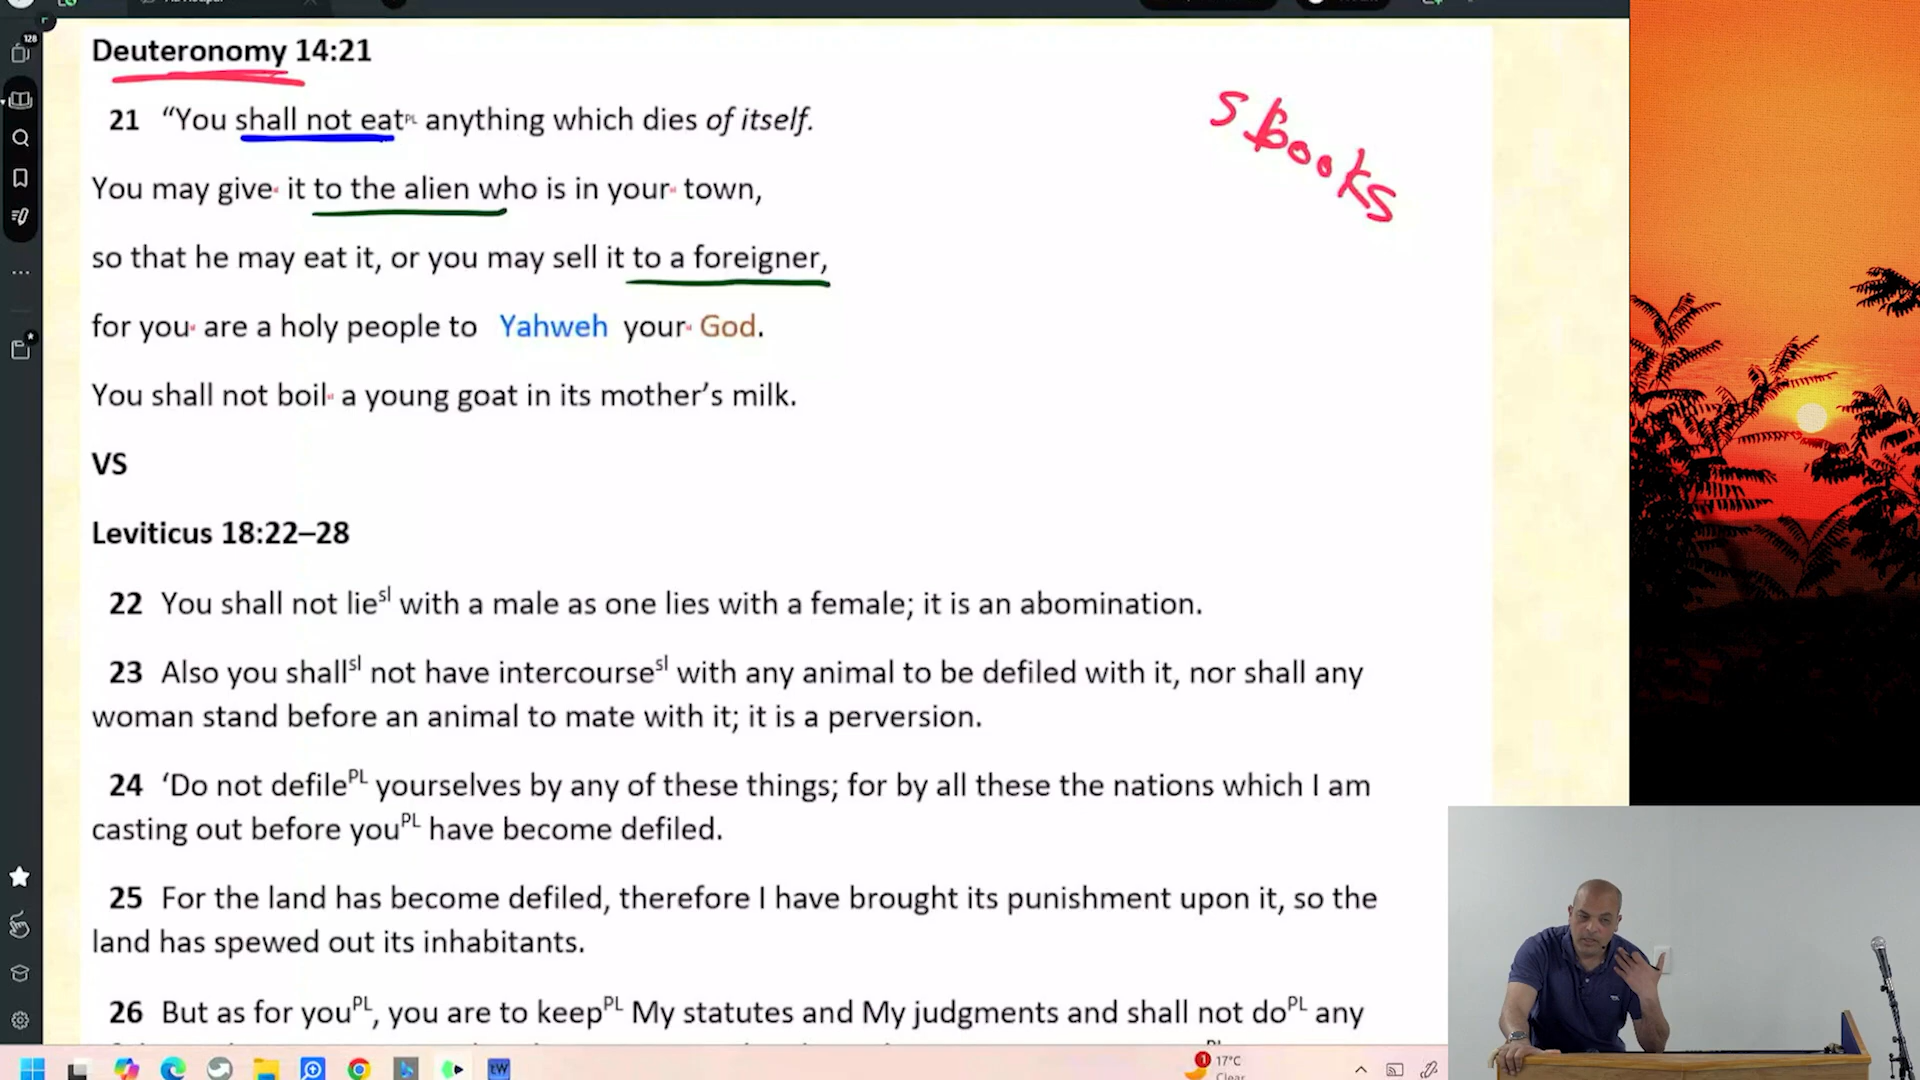 128
Deuteronomy 14:21
5 books
21 “You shall not eatPL anything which dies of itself.
You may give it to the alien who is in your town,
so that he may eat it, or you may sell it to a foreigner,
for you are a holy people to Yahweh your God.
You shall not boil a young goat in its mother’s milk.
VS
Leviticus 18:22–28
22 You shall not liesl with a male as one lies with a female; it is an abomination.
23 Also you shallsl not have intercoursesl with any animal to be defiled with it, nor shall any
woman stand before an animal to mate with it; it is a perversion.
24 ‘Do not defilePL yourselves by any of these things; for by all these the nations which I am
casting out before youPL have become defiled.
25 For the land has become defiled, therefore I have brought its punishment upon it, so the
land has spewed out its inhabitants.
26 But as for youPL, you are to keepPL My statutes and My judgments and shall not doPL any
1
17°C
Clear